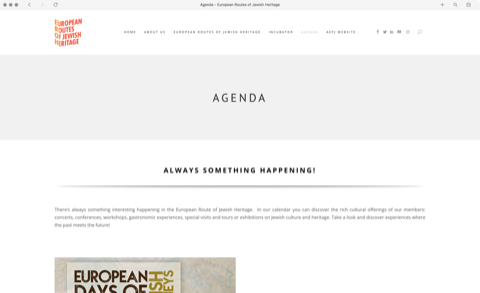 Agenda – European Routes of Jewish Heritage
EUROPEAN
ROUTES
OF JEWISH
HERITAGE
HOME ABOUT US EUROPEAN ROUTES OF JEWISH HERITAGE INCUBATOR AGENDA AEPJ WEBSITE
AGENDA
ALWAYS SOMETHING HAPPENING!
There's always something interesting happening in the European Route of Jewish Heritage. In our calendar you can discover the rich cultural offerings of our members:
concerts, conferences, workshops, gastronomic experiences, special visits and tours or exhibitions on Jewish culture and heritage. Take a look and discover experiences where
the past meets the future!
EUROPEAN
DAYS OF